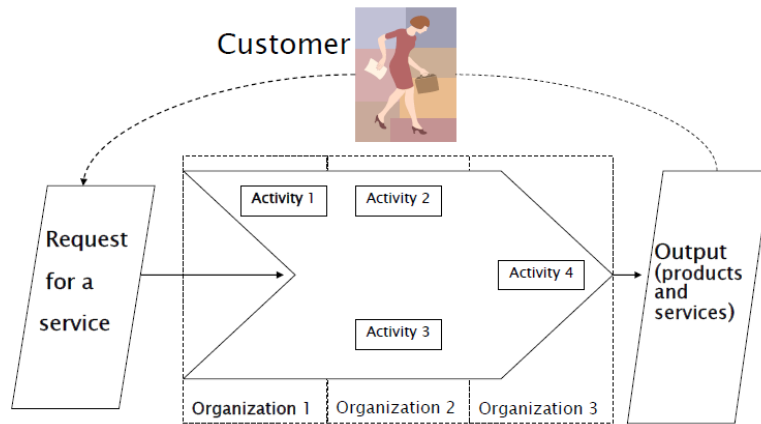 Customer
Request
for a
service
Activity 1
Activity 2
Activity 3
Activity 4
Output
(products
and
services)
Organization 1
Organization 2
Organization 3